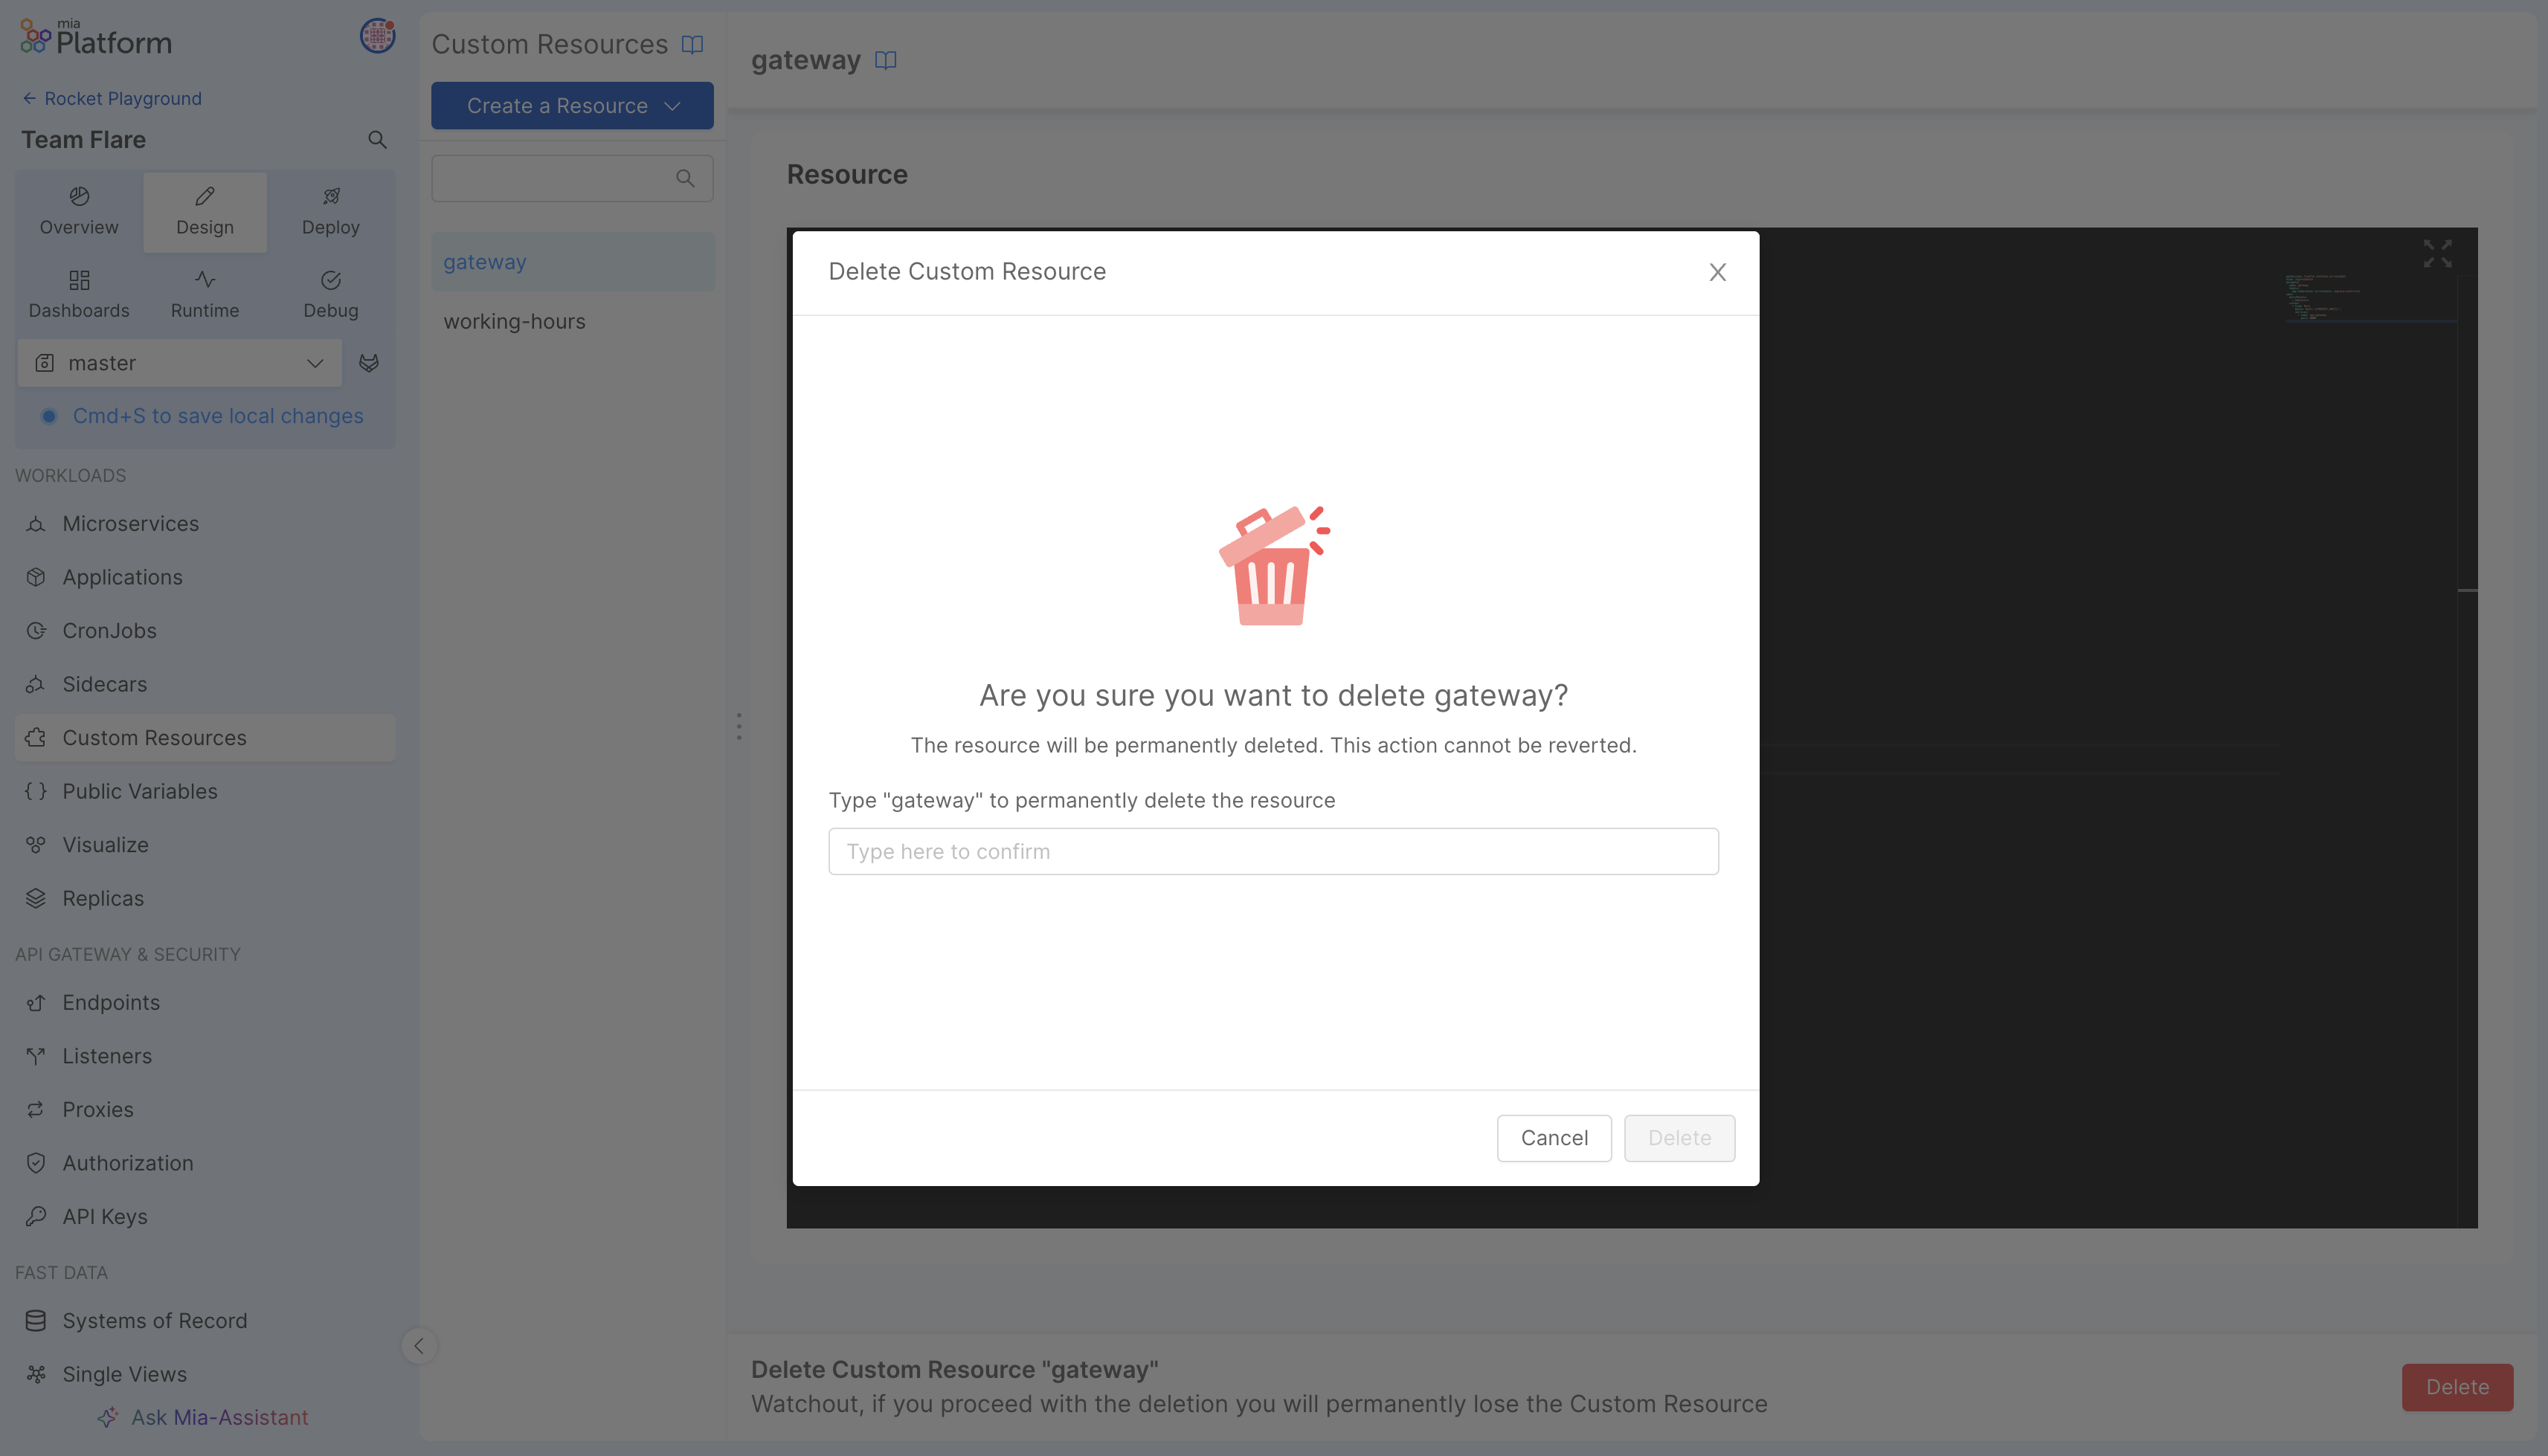 mia
Platform
Rocket Playground
Team Flare
Overview
Design
Deploy
Dashboards
Runtime
Debug
master
Cmd+S to save local changes
WORKLOADS
Microservices
Applications
CronJobs
Sidecars
Custom Resources
Public Variables
Visualize
Replicas
API GATEWAY & SECURITY
Endpoints
Listeners
Proxies
Authorization
API Keys
FAST DATA
Systems of Record
Single Views
Ask Mia-Assistant
Custom Resources
Create a Resource
gateway
working-hours
gateway
Resource
Delete Custom Resource
Are you sure you want to delete gateway?
The resource will be permanently deleted. This action cannot be reverted.
Type "gateway" to permanently delete the resource
Type here to confirm
Cancel
Delete
Delete Custom Resource "gateway"
Watchout, if you proceed with the deletion you will permanently lose the Custom Resource
Delete